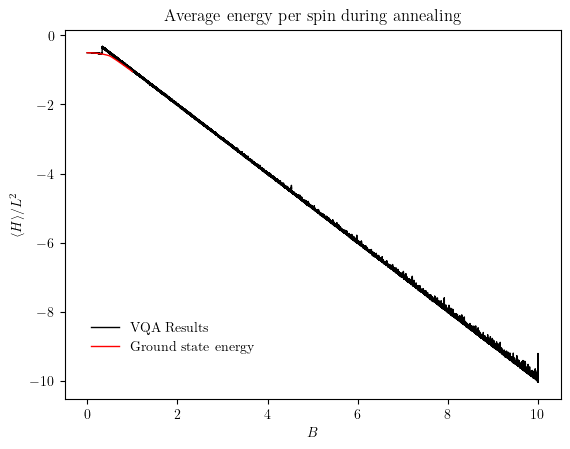 Average energy per spin during annealing
0
−2
−4
−6
−8
−10
⟨H⟩/L²
VQA Results
Ground state energy
0 2 4 6 8 10
B